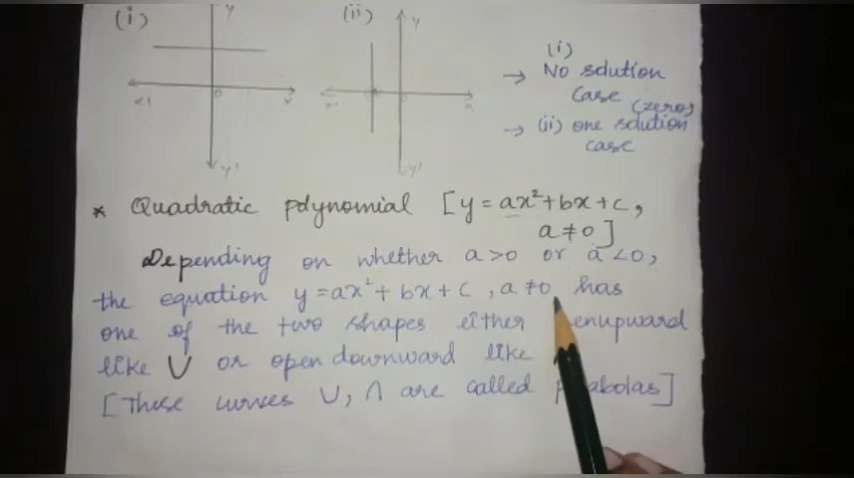 (i)
Y
(ii)
Y
X'
O
X
Y'
X'
O
X
Y'
(i)
→ No solution
case (zero)
→ (ii) one solution
case
* Quadratic polynomial [y = ax²+bx+c,
a≠0]
Depending on whether a>0 or a<0,
the equation y = ax² + bx + c, a≠0 has
one of the two shapes either enupward
like ∪ or open downward like
[These curves ∪, ∩ are called abolas]